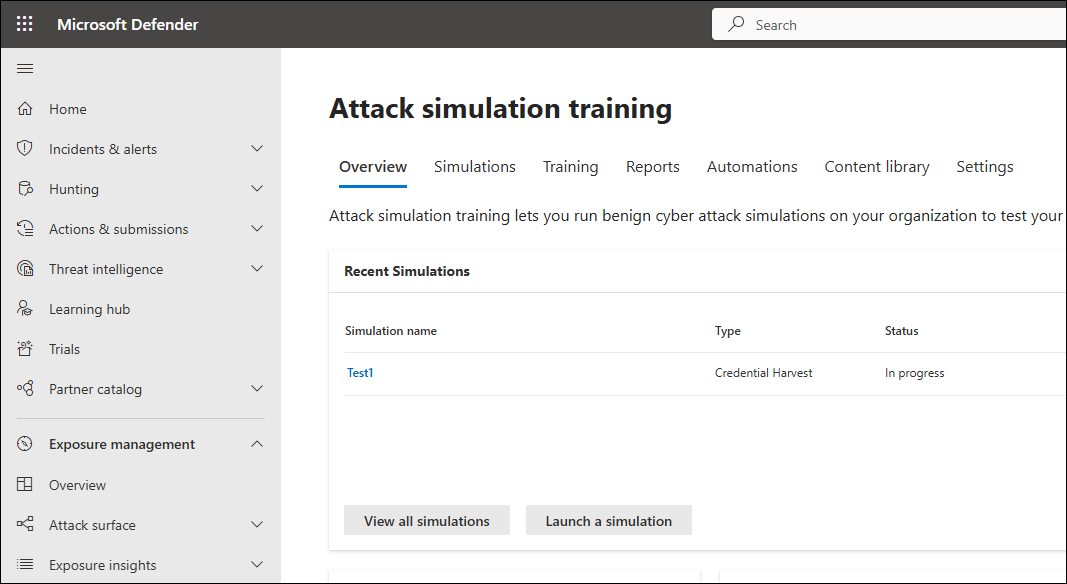 Microsoft Defender
Search
Home
Incidents & alerts
Hunting
Actions & submissions
Threat intelligence
Learning hub
Trials
Partner catalog
Exposure management
Overview
Attack surface
Exposure insights
Attack simulation training
Overview Simulations Training Reports Automations Content library Settings
Attack simulation training lets you run benign cyber attack simulations on your organization to test your
Recent Simulations
Simulation name Type Status
Test1 Credential Harvest In progress
View all simulations Launch a simulation